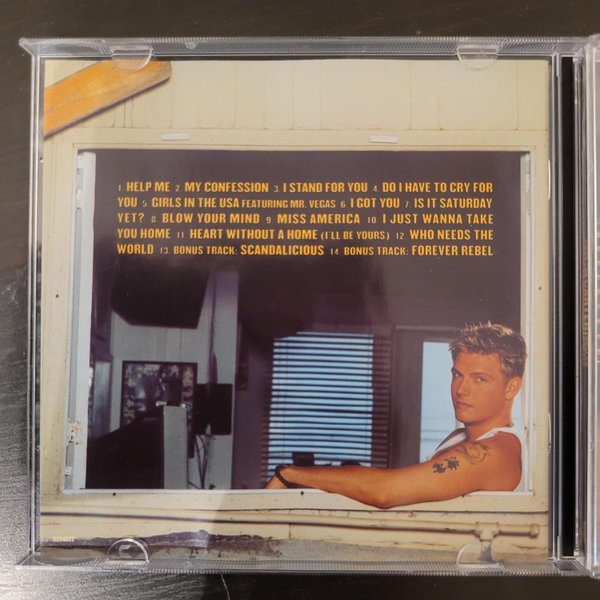 1 HELP ME 2 MY CONFESSION 3 I STAND FOR YOU 4 DO I HAVE TO CRY FOR
YOU 5 GIRLS IN THE USA FEATURING MR. VEGAS 6 I GOT YOU 7 IS IT SATURDAY
YET? 8 BLOW YOUR MIND 9 MISS AMERICA 10 I JUST WANNA TAKE
YOU HOME 11 HEART WITHOUT A HOME (I'LL BE YOURS) 12 WHO NEEDS THE
WORLD 13 BONUS TRACK: SCANDALICIOUS 14 BONUS TRACK: FOREVER REBEL